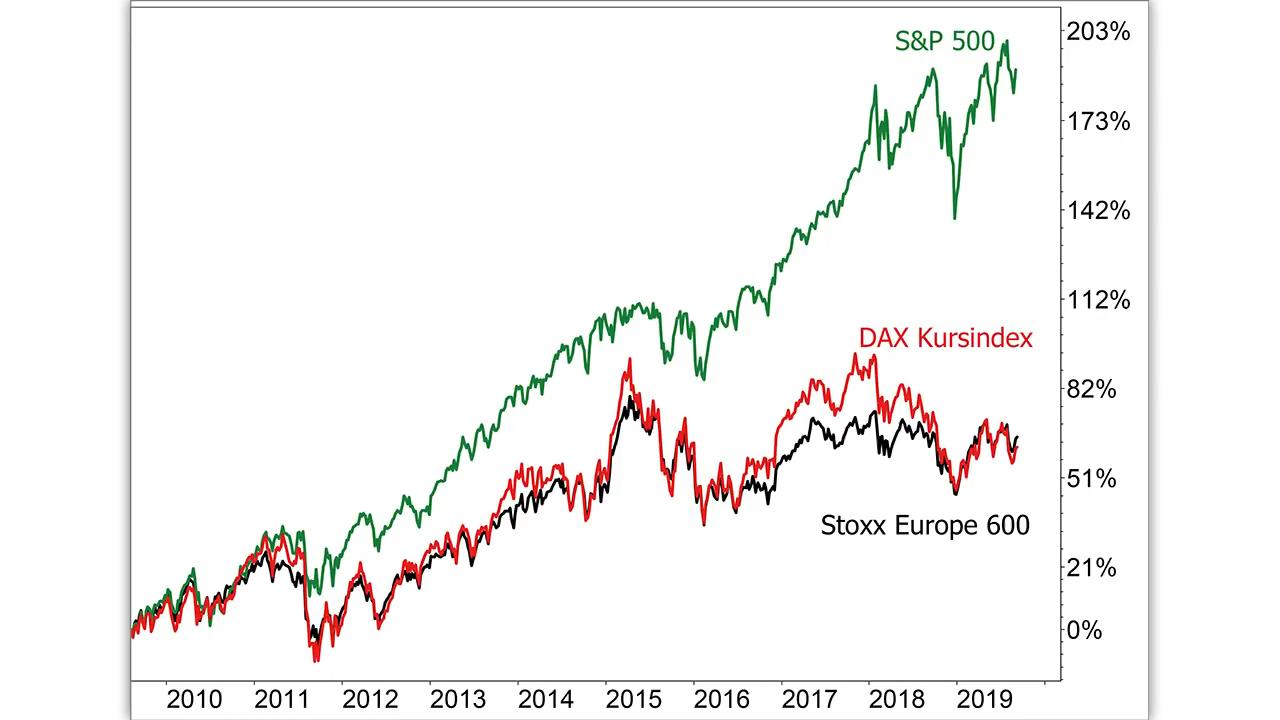 S&P 500
203%
173%
142%
112%
DAX Kursindex
82%
51%
Stoxx Europe 600
21%
0%
2010 2011 2012 2013 2014 2015 2016 2017 2018 2019